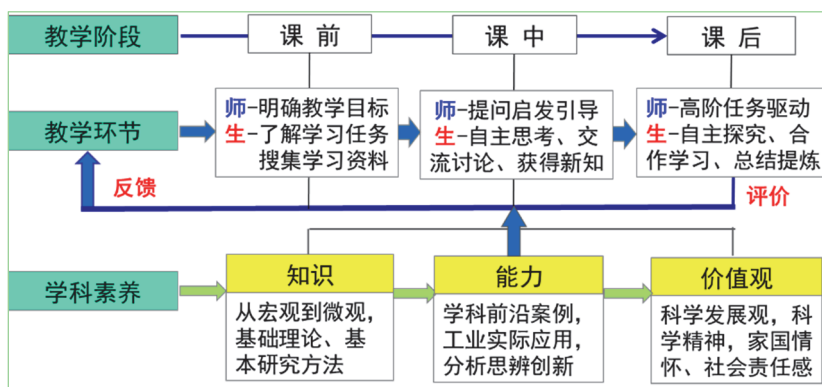 教学阶段
课前
课中
课后
教学环节
师-明确教学目标
生-了解学习任务
搜集学习资料
师-提问启发引导
生-自主思考、交
流讨论、获得新知
师-高阶任务驱动
生-自主探究、合
作学习、总结提炼
反馈
评价
学科素养
知识
从宏观到微观，
基础理论、基
本研究方法
能力
学科前沿案例，
工业实际应用，
分析思辨创新
价值观
科学发展观，科
学精神，家国情
怀、社会责任感